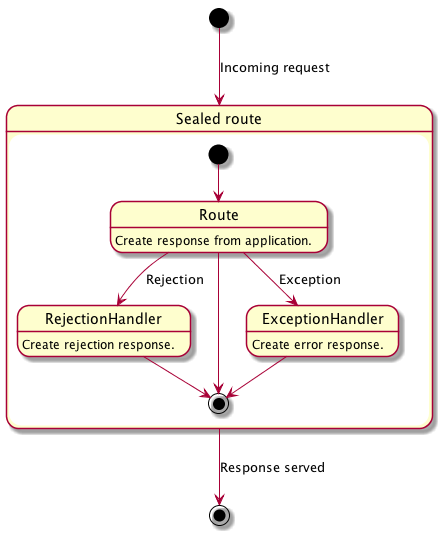 Incoming request
Sealed route
Route
Create response from application.
Rejection
Exception
RejectionHandler
Create rejection response.
ExceptionHandler
Create error response.
Response served